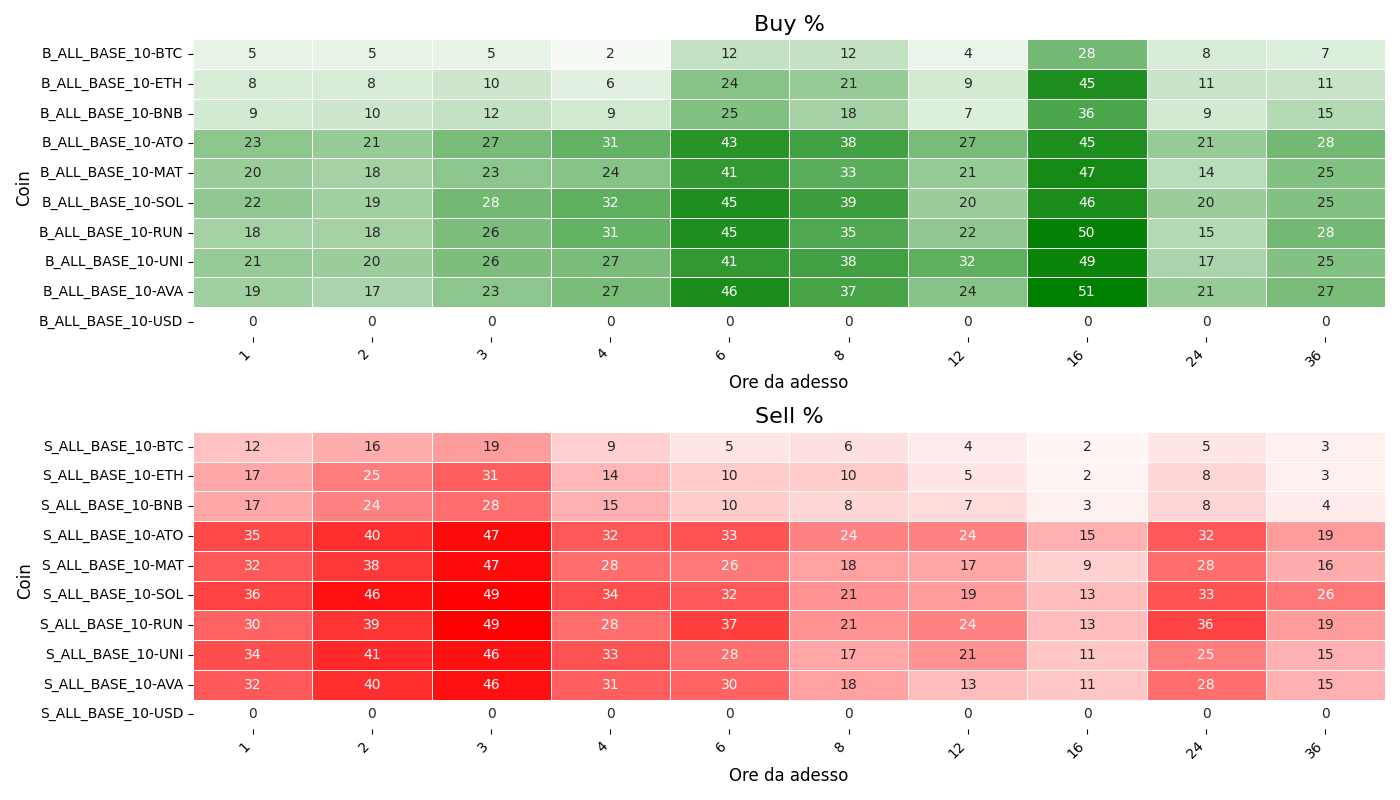 Buy %
Coin
B_ALL_BASE_10-BTC 5 5 5 2 12 12 4 28 8 7
B_ALL_BASE_10-ETH 8 8 10 6 24 21 9 45 11 11
B_ALL_BASE_10-BNB 9 10 12 9 25 18 7 36 9 15
B_ALL_BASE_10-ATO 23 21 27 31 43 38 27 45 21 28
B_ALL_BASE_10-MAT 20 18 23 24 41 33 21 47 14 25
B_ALL_BASE_10-SOL 22 19 28 32 45 39 20 46 20 25
B_ALL_BASE_10-RUN 18 18 26 31 45 35 22 50 15 28
B_ALL_BASE_10-UNI 21 20 26 27 41 38 32 49 17 25
B_ALL_BASE_10-AVA 19 17 23 27 46 37 24 51 21 27
B_ALL_BASE_10-USD 0 0 0 0 0 0 0 0 0 0
1 2 3 4 6 8 12 16 24 36
Ore da adesso
Sell %
Coin
S_ALL_BASE_10-BTC 12 16 19 9 5 6 4 2 5 3
S_ALL_BASE_10-ETH 17 25 31 14 10 10 5 2 8 3
S_ALL_BASE_10-BNB 17 24 28 15 10 8 7 3 8 4
S_ALL_BASE_10-ATO 35 40 47 32 33 24 24 15 32 19
S_ALL_BASE_10-MAT 32 38 47 28 26 18 17 9 28 16
S_ALL_BASE_10-SOL 36 46 49 34 32 21 19 13 33 26
S_ALL_BASE_10-RUN 30 39 49 28 37 21 24 13 36 19
S_ALL_BASE_10-UNI 34 41 46 33 28 17 21 11 25 15
S_ALL_BASE_10-AVA 32 40 46 31 30 18 13 11 28 15
S_ALL_BASE_10-USD 0 0 0 0 0 0 0 0 0 0
1 2 3 4 6 8 12 16 24 36
Ore da adesso